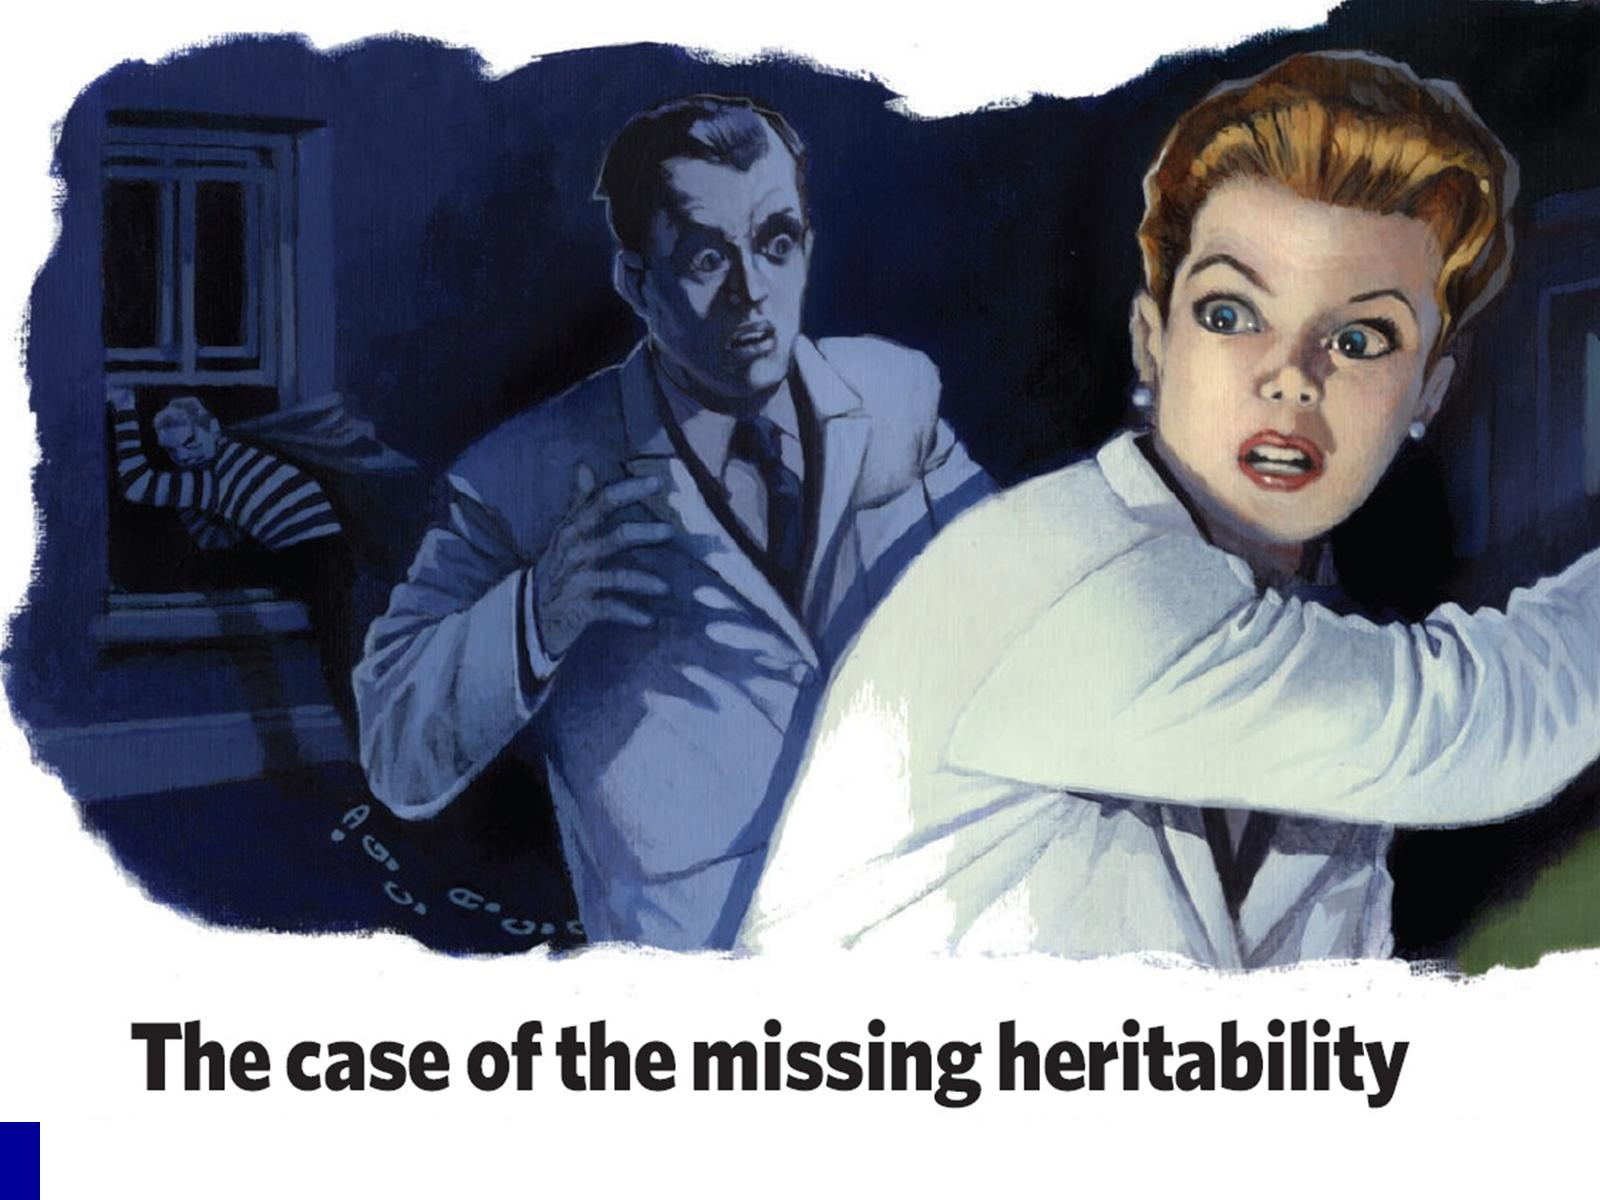 A G C A C C
The case of the missing heritability